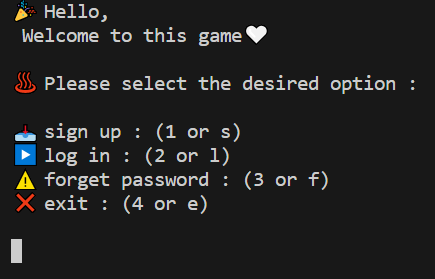 🎉 Hello,
Welcome to this game🤍
♨️ Please select the desired option :
🕹️ sign up : (1 or s)
▶️ log in : (2 or l)
⚠️ forget password : (3 or f)
❌ exit : (4 or e)